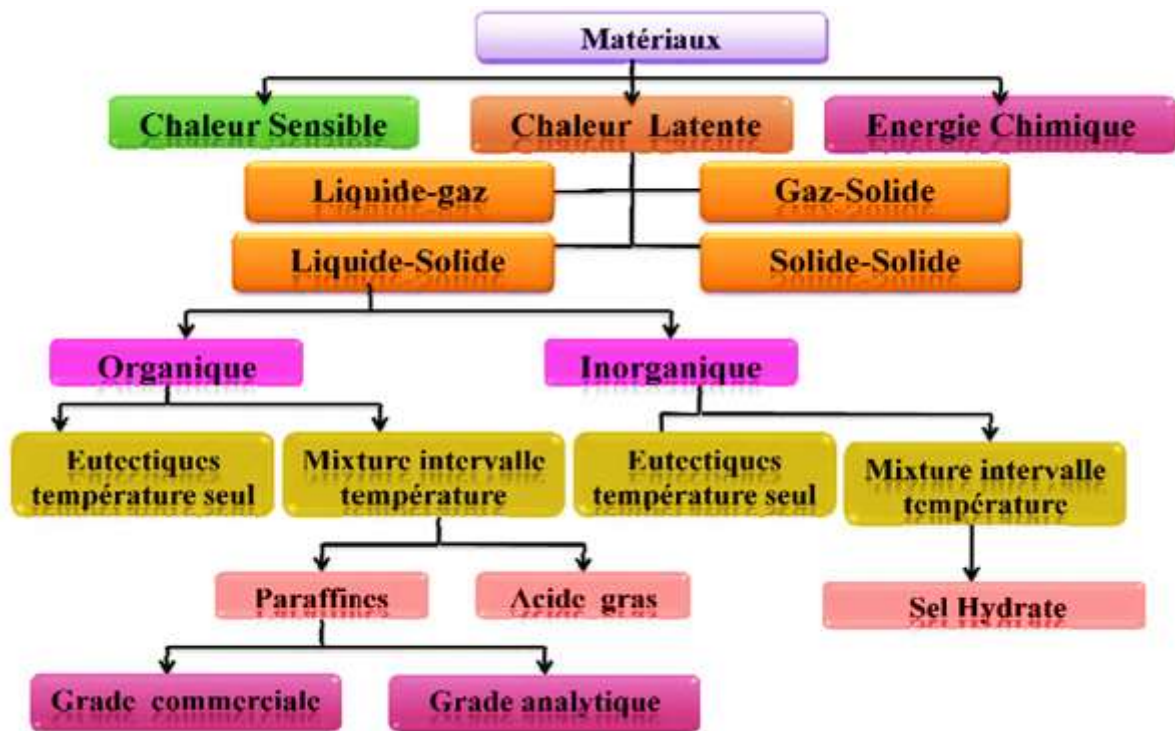 Matériaux
Chaleur Sensible
Chaleur Latente
Energie Chimique
Liquide-gaz
Gaz-Solide
Liquide-Solide
Solide-Solide
Organique
Inorganique
Eutectiques
température seul
Mixture intervalle
température
Eutectiques
température seul
Mixture intervalle
température
Paraffines
Acide gras
Sel Hydrate
Grade commerciale
Grade analytique